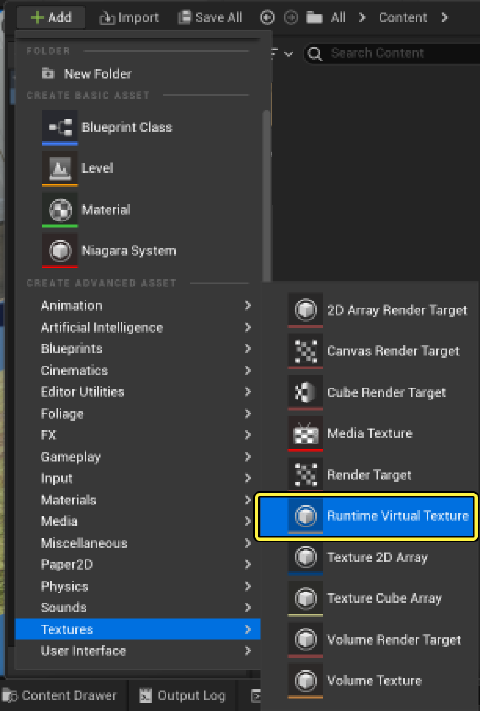 Add Import Save All All Content
FOLDER
Search Content
New Folder
CREATE BASIC ASSET
Blueprint Class
Level
Material
Niagara System
CREATE ADVANCED ASSET
Animation
Artificial Intelligence
Blueprints
Cinematics
Editor Utilities
Foliage
FX
Gameplay
Input
Materials
Media
Miscellaneous
Paper2D
Physics
Sounds
Textures
User Interface
2D Array Render Target
Canvas Render Target
Cube Render Target
Media Texture
Render Target
Runtime Virtual Texture
Texture 2D Array
Texture Cube Array
Volume Render Target
Volume Texture
Content Drawer Output Log